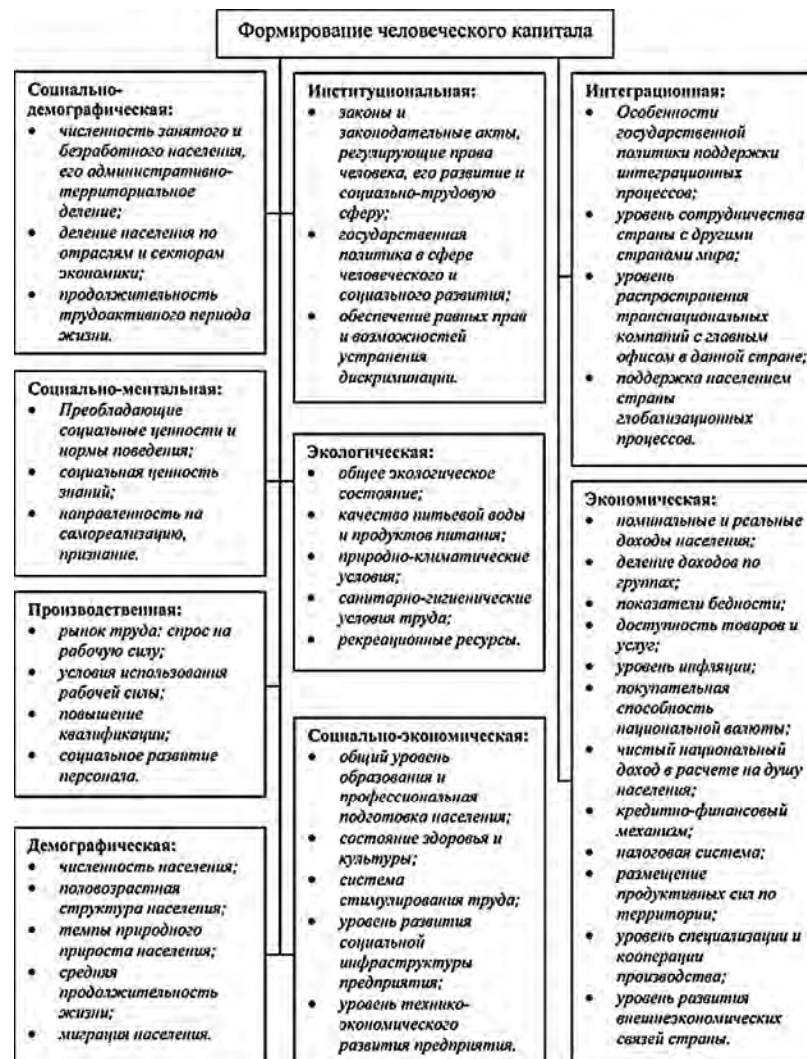 Формирование человеческого капитала
Социально-
демографическая:
• численность занятого и
безработного населения,
его административно-
территориальное
деление;
• деление населения по
отраслям и секторам
экономики;
• продолжительность
трудоактивного периода
жизни.
Социально-ментальная:
• Преобладающие
социальные ценности и
нормы поведения;
• социальная ценность
знаний;
• направленность на
самореализацию,
признание.
Производственная:
• рынок труда: спрос на
рабочую силу;
• условия использования
рабочей силы;
• повышение
квалификации;
• социальное развитие
персонала.
Демографическая:
• численность населения;
• половозрастная
структура населения;
• темпы природного
прироста населения;
• средняя
продолжительность
жизни;
• миграция населения.
Институциональная:
• законы и
законодательные акты,
регулирующие права
человека, его развитие и
социально-трудовую
сферу;
• государственная
политика в сфере
человеческого и
социального развития;
• обеспечение равных прав
и возможностей
устранения
дискриминации.
Экологическая:
• общее экологическое
состояние;
• качество питьевой воды
и продуктов питания;
• природно-климатические
условия;
• санитарно-гигиенические
условия труда;
• рекреационные ресурсы.
Социально-экономическая:
• общий уровень
образования и
профессиональная
подготовка населения;
• состояние здоровья и
культуры;
• система
стимулирования труда;
• уровень развития
социальной
инфраструктуры
предприятия;
• уровень технико-
экономического
развития предприятия.
Интеграционная:
• Особенности
государственной
политики поддержки
интеграционных
процессов;
• уровень сотрудничества
страны с другими
странами мира;
• уровень
распространения
транснациональных
компаний с главным
офисом в данной стране;
• поддержка населением
страны
глобализационных
процессов.
Экономическая:
• номинальные и реальные
доходы населения;
• деление доходов по
группах;
• показатели бедности;
• доступность товаров и
услуг;
• уровень инфляции;
• покупательная
способность
национальной валюты;
• чистый национальный
доход в расчете на душу
населения;
• кредитно-финансовый
механизм;
• налоговая система;
• размещение
продуктивных сил по
территории;
• уровень специализации и
кооперации
производства;
• уровень развития
внешнеэкономических
связей страны.